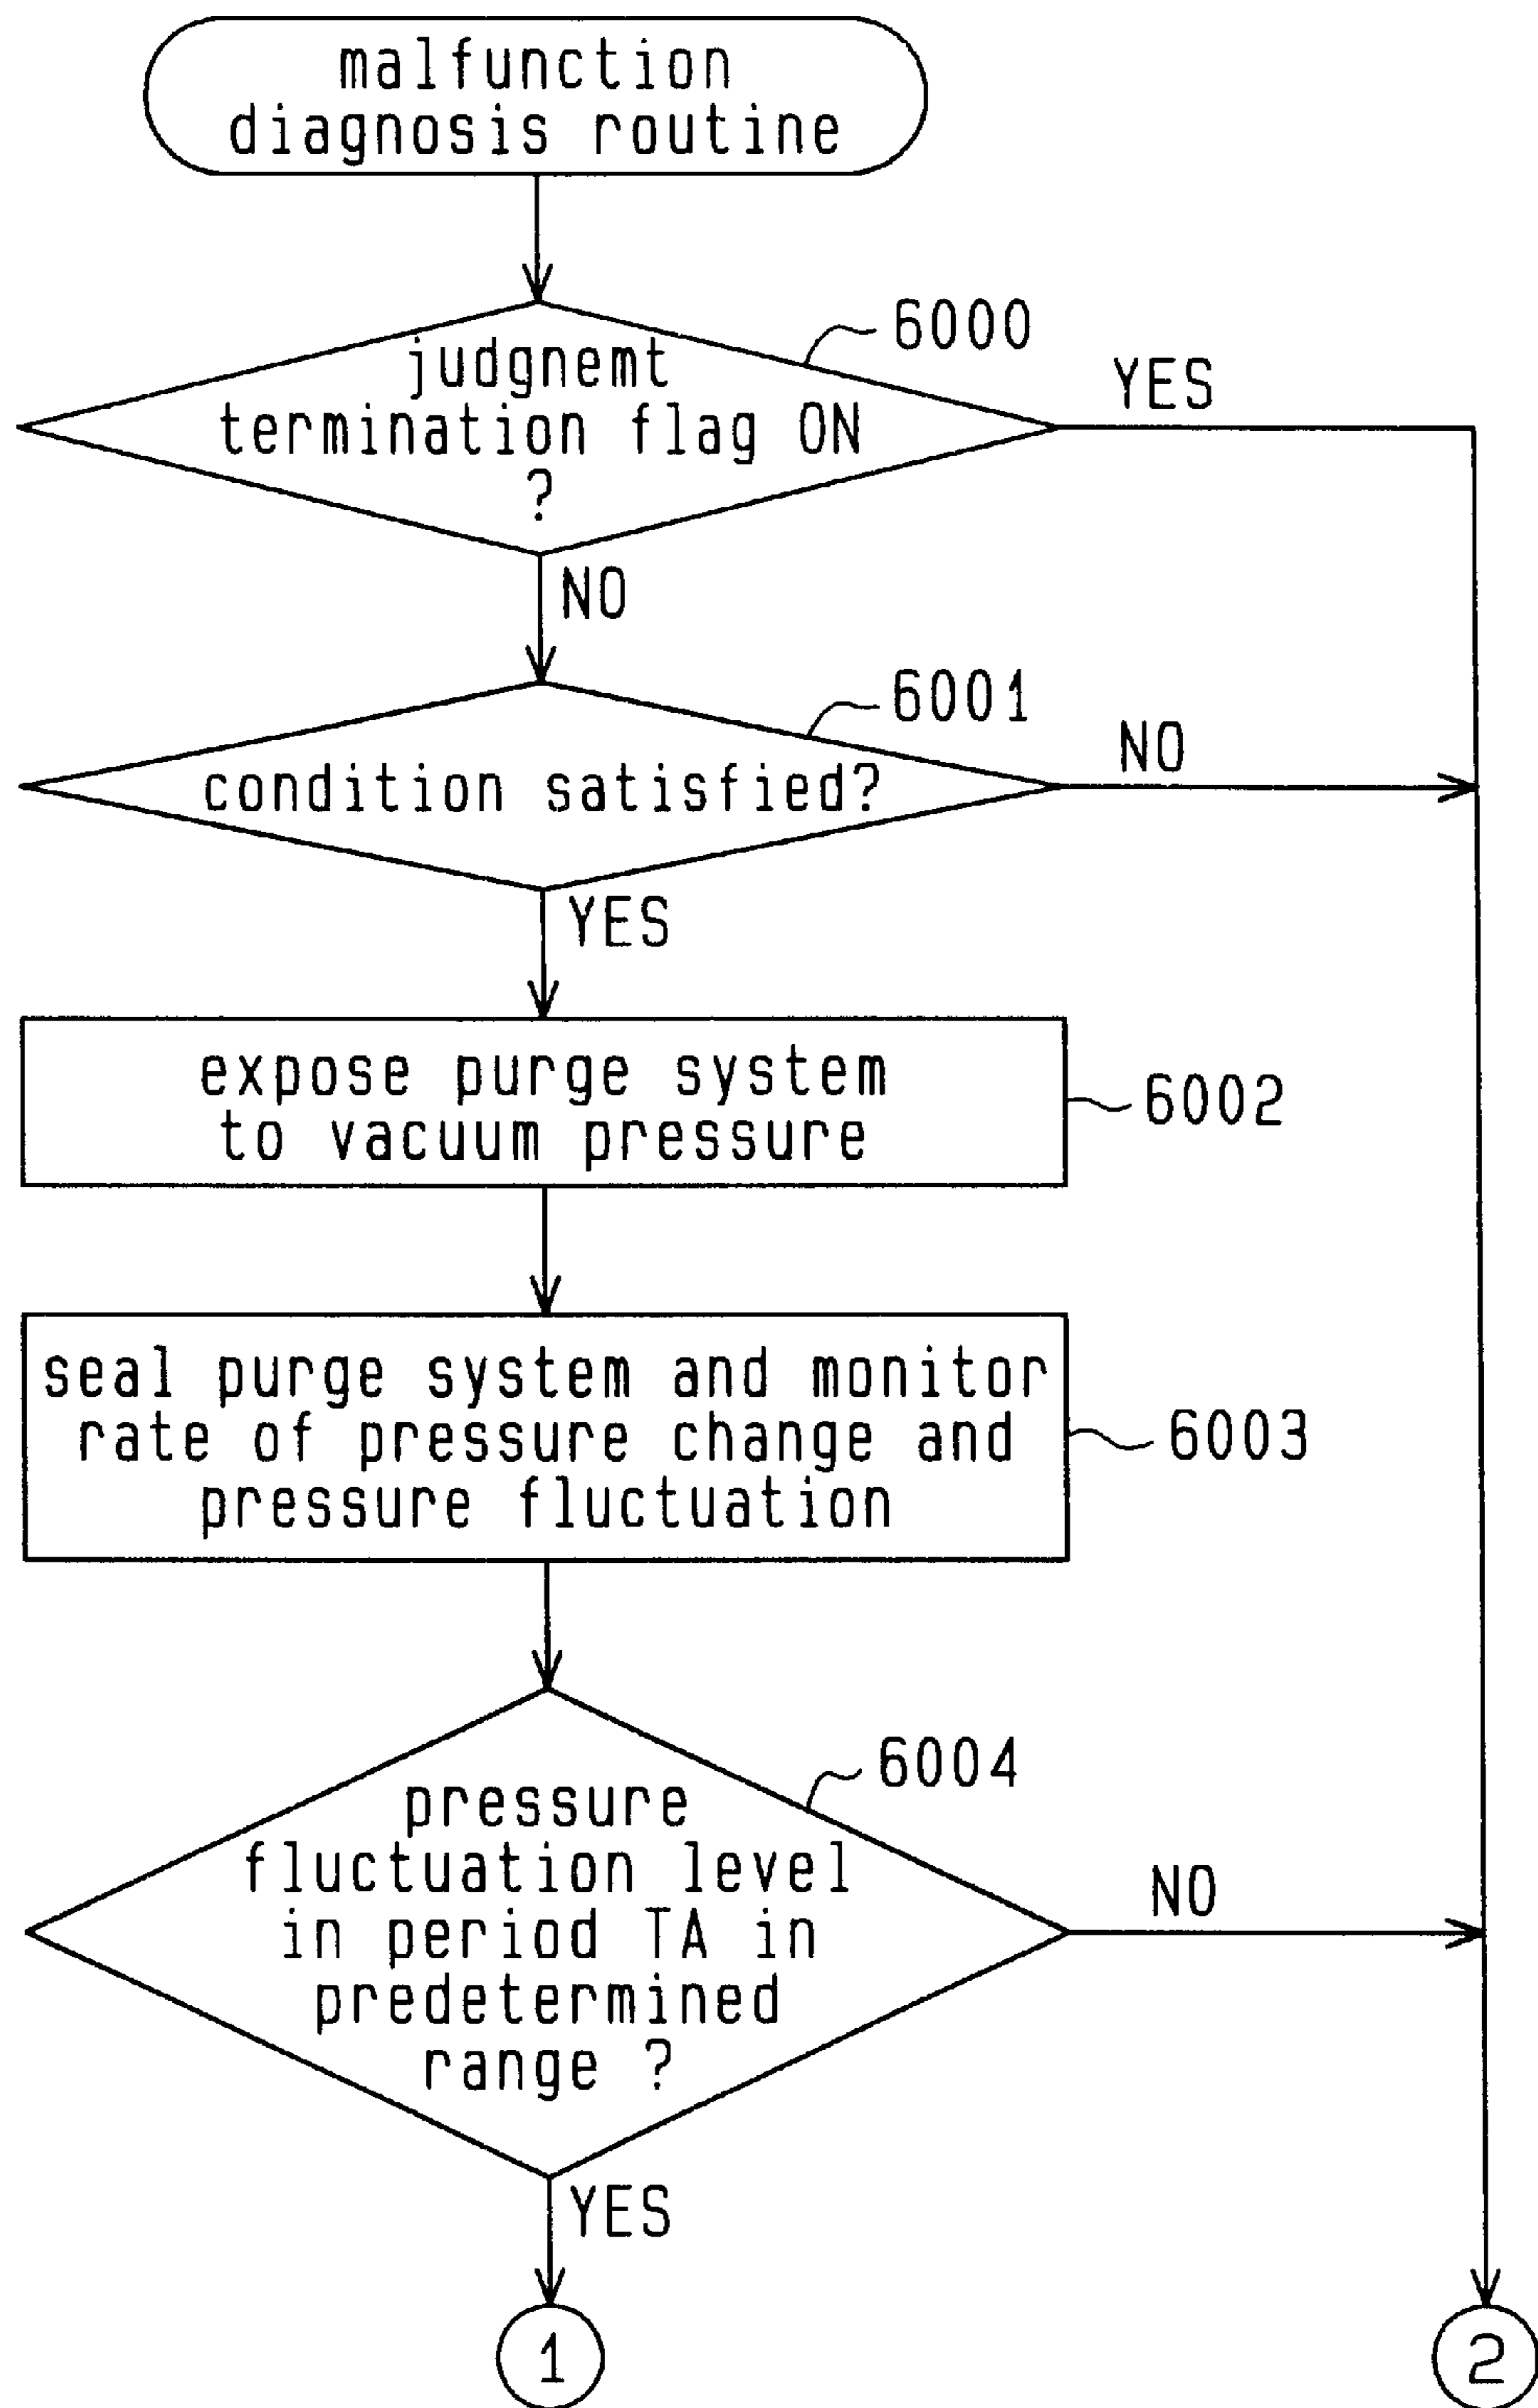 malfunction
diagnosis routine
6000
judgnemt
termination flag ON
?
YES
NO
6001
condition satisfied?
NO
YES
expose purge system
to vacuum pressure
6002
seal purge system and monitor
rate of pressure change and
pressure fluctuation
6003
6004
pressure
fluctuation level
in period TA in
predetermined
range ?
NO
YES
1
2